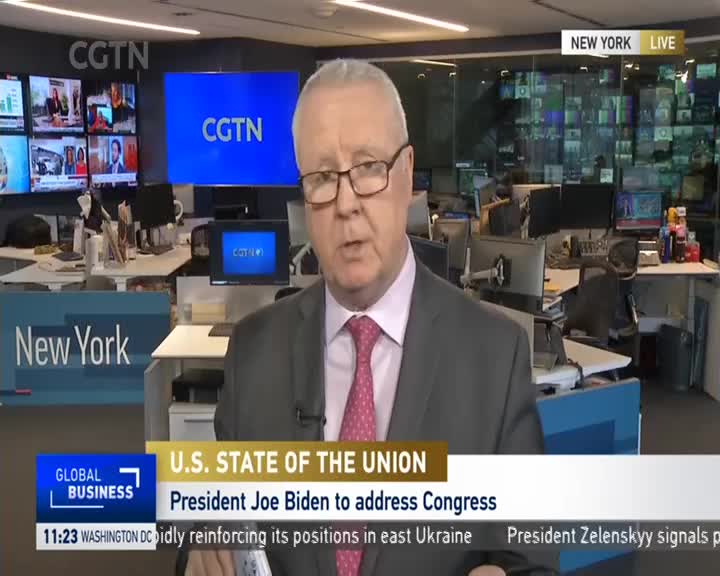 CGTN
NEW YORK LIVE
CGTN
CGTN
New York
U.S. STATE OF THE UNION
GLOBAL BUSINESS
President Joe Biden to address Congress
11:23 WASHINGTON DC
reinforcing its positions in east Ukraine President Zelenskyy signals